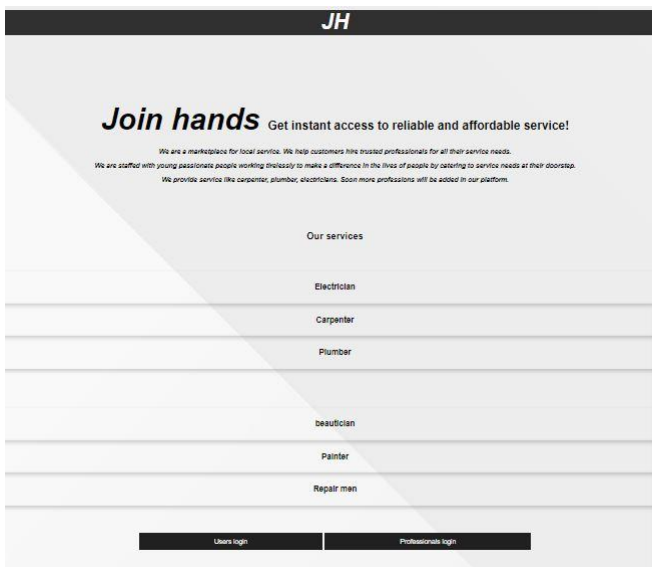 JH
Join hands Get instant access to reliable and affordable service!
We are a marketplace for local service. We help customers hire trusted professionals for all their service needs.
We are staffed with young passionate people working tirelessly to make a difference in the lives of people by catering to service needs at their doorstep.
We provide service like carpenter, plumber, electricians. Soon more professions will be added in our platform.
Our services
Electrician
Carpenter
Plumber
beautician
Painter
Repair men
Users login
Professionals login